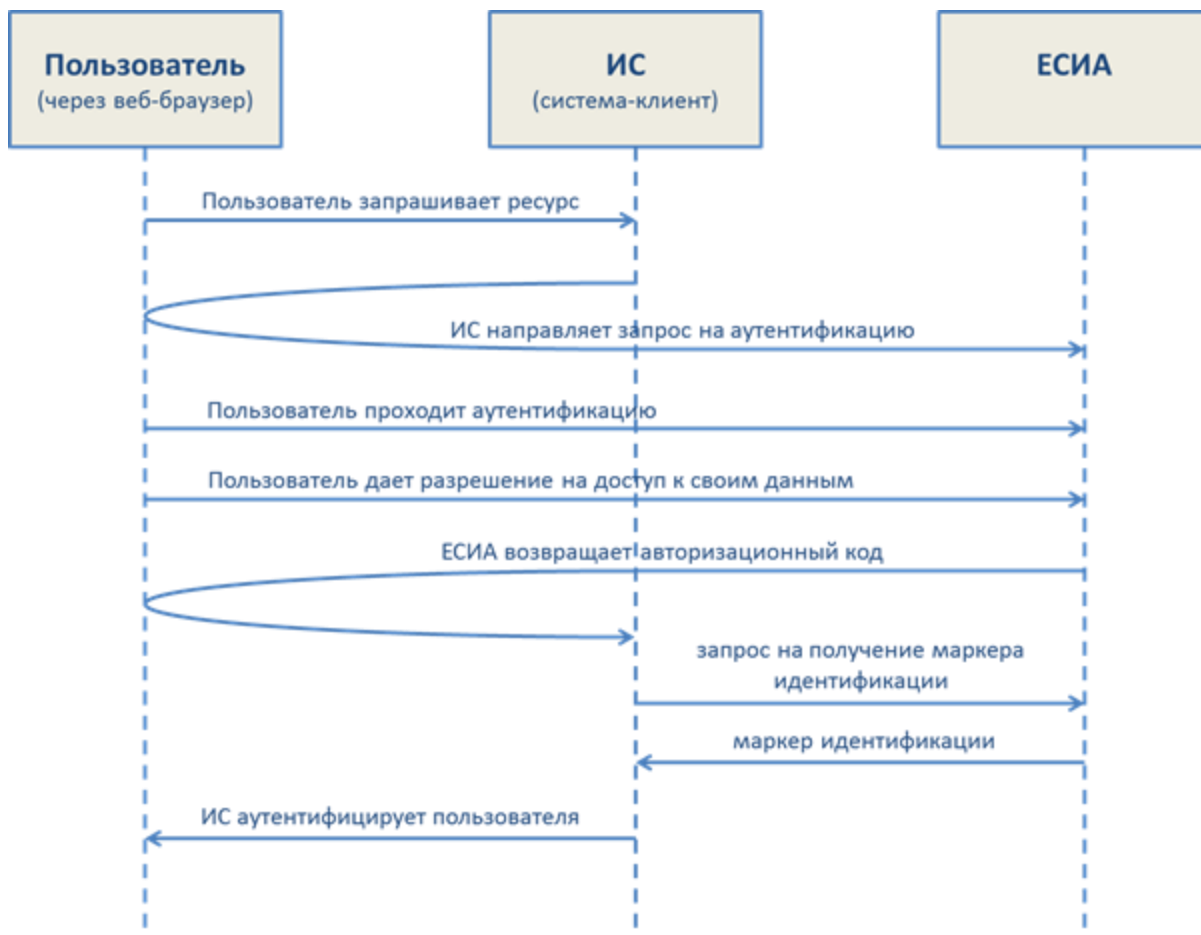 Пользователь
(через веб-браузер)
ИС
(система-клиент)
ЕСИА
Пользователь запрашивает ресурс
ИС направляет запрос на аутентификацию
Пользователь проходит аутентификацию
Пользователь дает разрешение на доступ к своим данным
ЕСИА возвращает авторизационный код
запрос на получение маркера
идентификации
маркер идентификации
ИС аутентифицирует пользователя